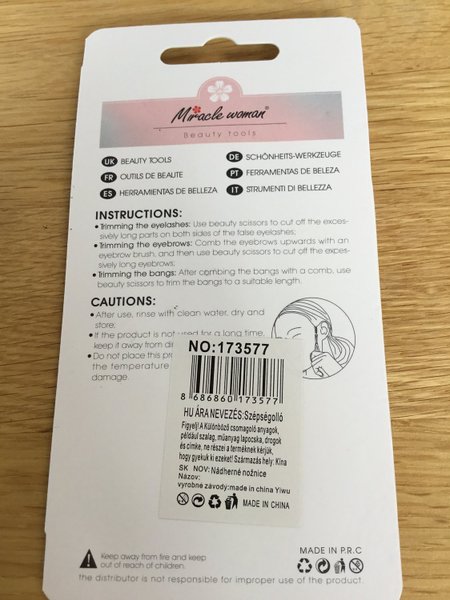 Miracle woman®
Beauty tools
UK BEAUTY TOOLS
DE SCHÖNHEITS-WERKZEUGE
FR OUTILS DE BEAUTE
PT FERRAMENTAS DE BELEZA
ES HERRAMIENTAS DE BELLEZA
IT STRUMENTI DI BELLEZZA
INSTRUCTIONS:
• Trimming the eyelashes: Use beauty scissors to cut off the exces-
sively long parts on both sides of the false eyelashes;
• Trimming the eyebrows: Comb the eyebrows upwards with an
eyebrow brush, and then use beauty scissors to cut off the exces-
sively long eyebrows;
• Trimming the bangs: After combing the bangs with a comb, use
beauty scissors to trim the bangs to a suitable length.
CAUTIONS:
• After use, rinse with clean water, dry and
store;
• If the product is not used for a long time,
keep it away from
• Do not place this
the temperature
damage.
NO:173577
8 686860 173577
HU ÁRA NEVEZÉS:Szépségolló
Figyelj! A Különböző csomagoló anyagok,
például szalag, műanyag lapocska, drogok
és címke, ne részei a terméknek kérjük,
hogy gyekuk ki ezeket! Származás hely: Kína
SK NOV: Nádherné nožnice
Názov:
vyrobné závody:made in china Yiwu
MADE IN CHINA
Keep away from fire and keep
out of reach of children.
MADE IN P.R.C
the distributor is not responsible for improper use of the product.